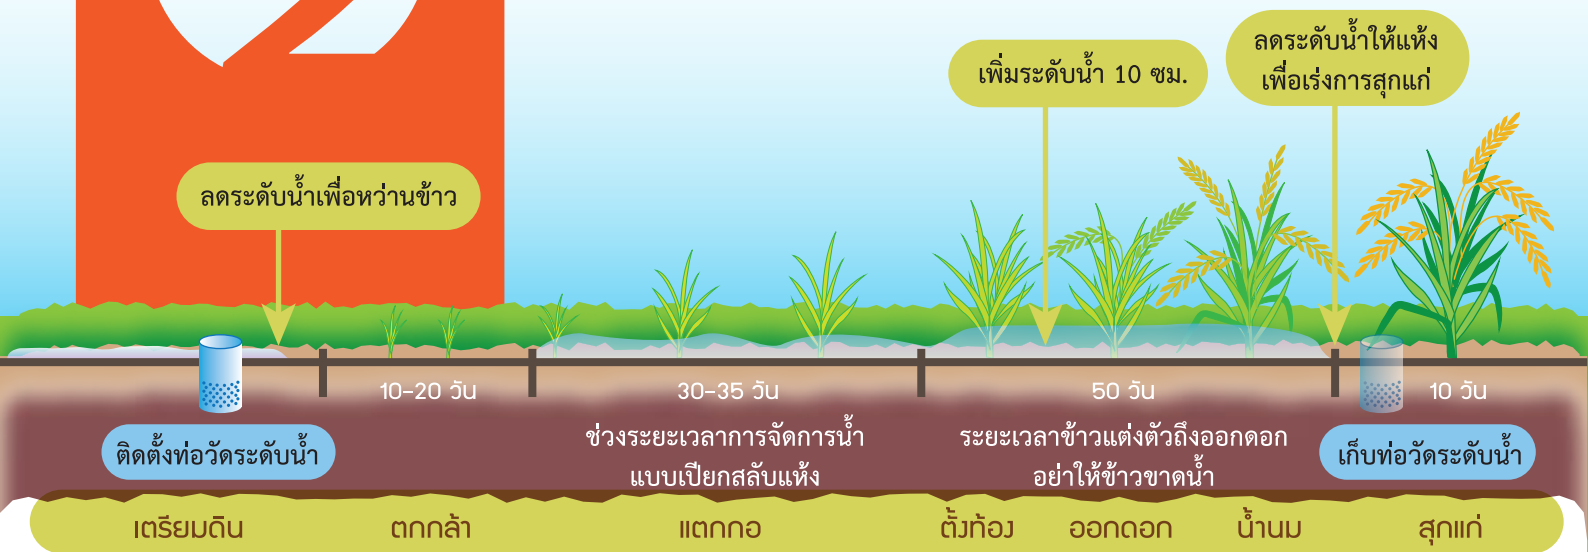 เพิ่มระดับน้ำ 10 ซม.
ลดระดับน้ำให้แห้ง
เพื่อเร่งการสุกแก่
ลดระดับน้ำเพื่อหว่านข้าว
10-20 วัน
30-35 วัน
50 วัน
10 วัน
ติดตั้งท่อวัดระดับน้ำ
ช่วงระยะเวลาการจัดการน้ำ
แบบเปียกสลับแห้ง
ระยะเวลาข้าวแต่งตัวถึงออกดอก
อย่าให้ข้าวขาดน้ำ
เก็บท่อวัดระดับน้ำ
เตรียมดิน
ตกกล้า
แตกกอ
ตั้งท้อง
ออกดอก
น้ำนม
สุกแก่